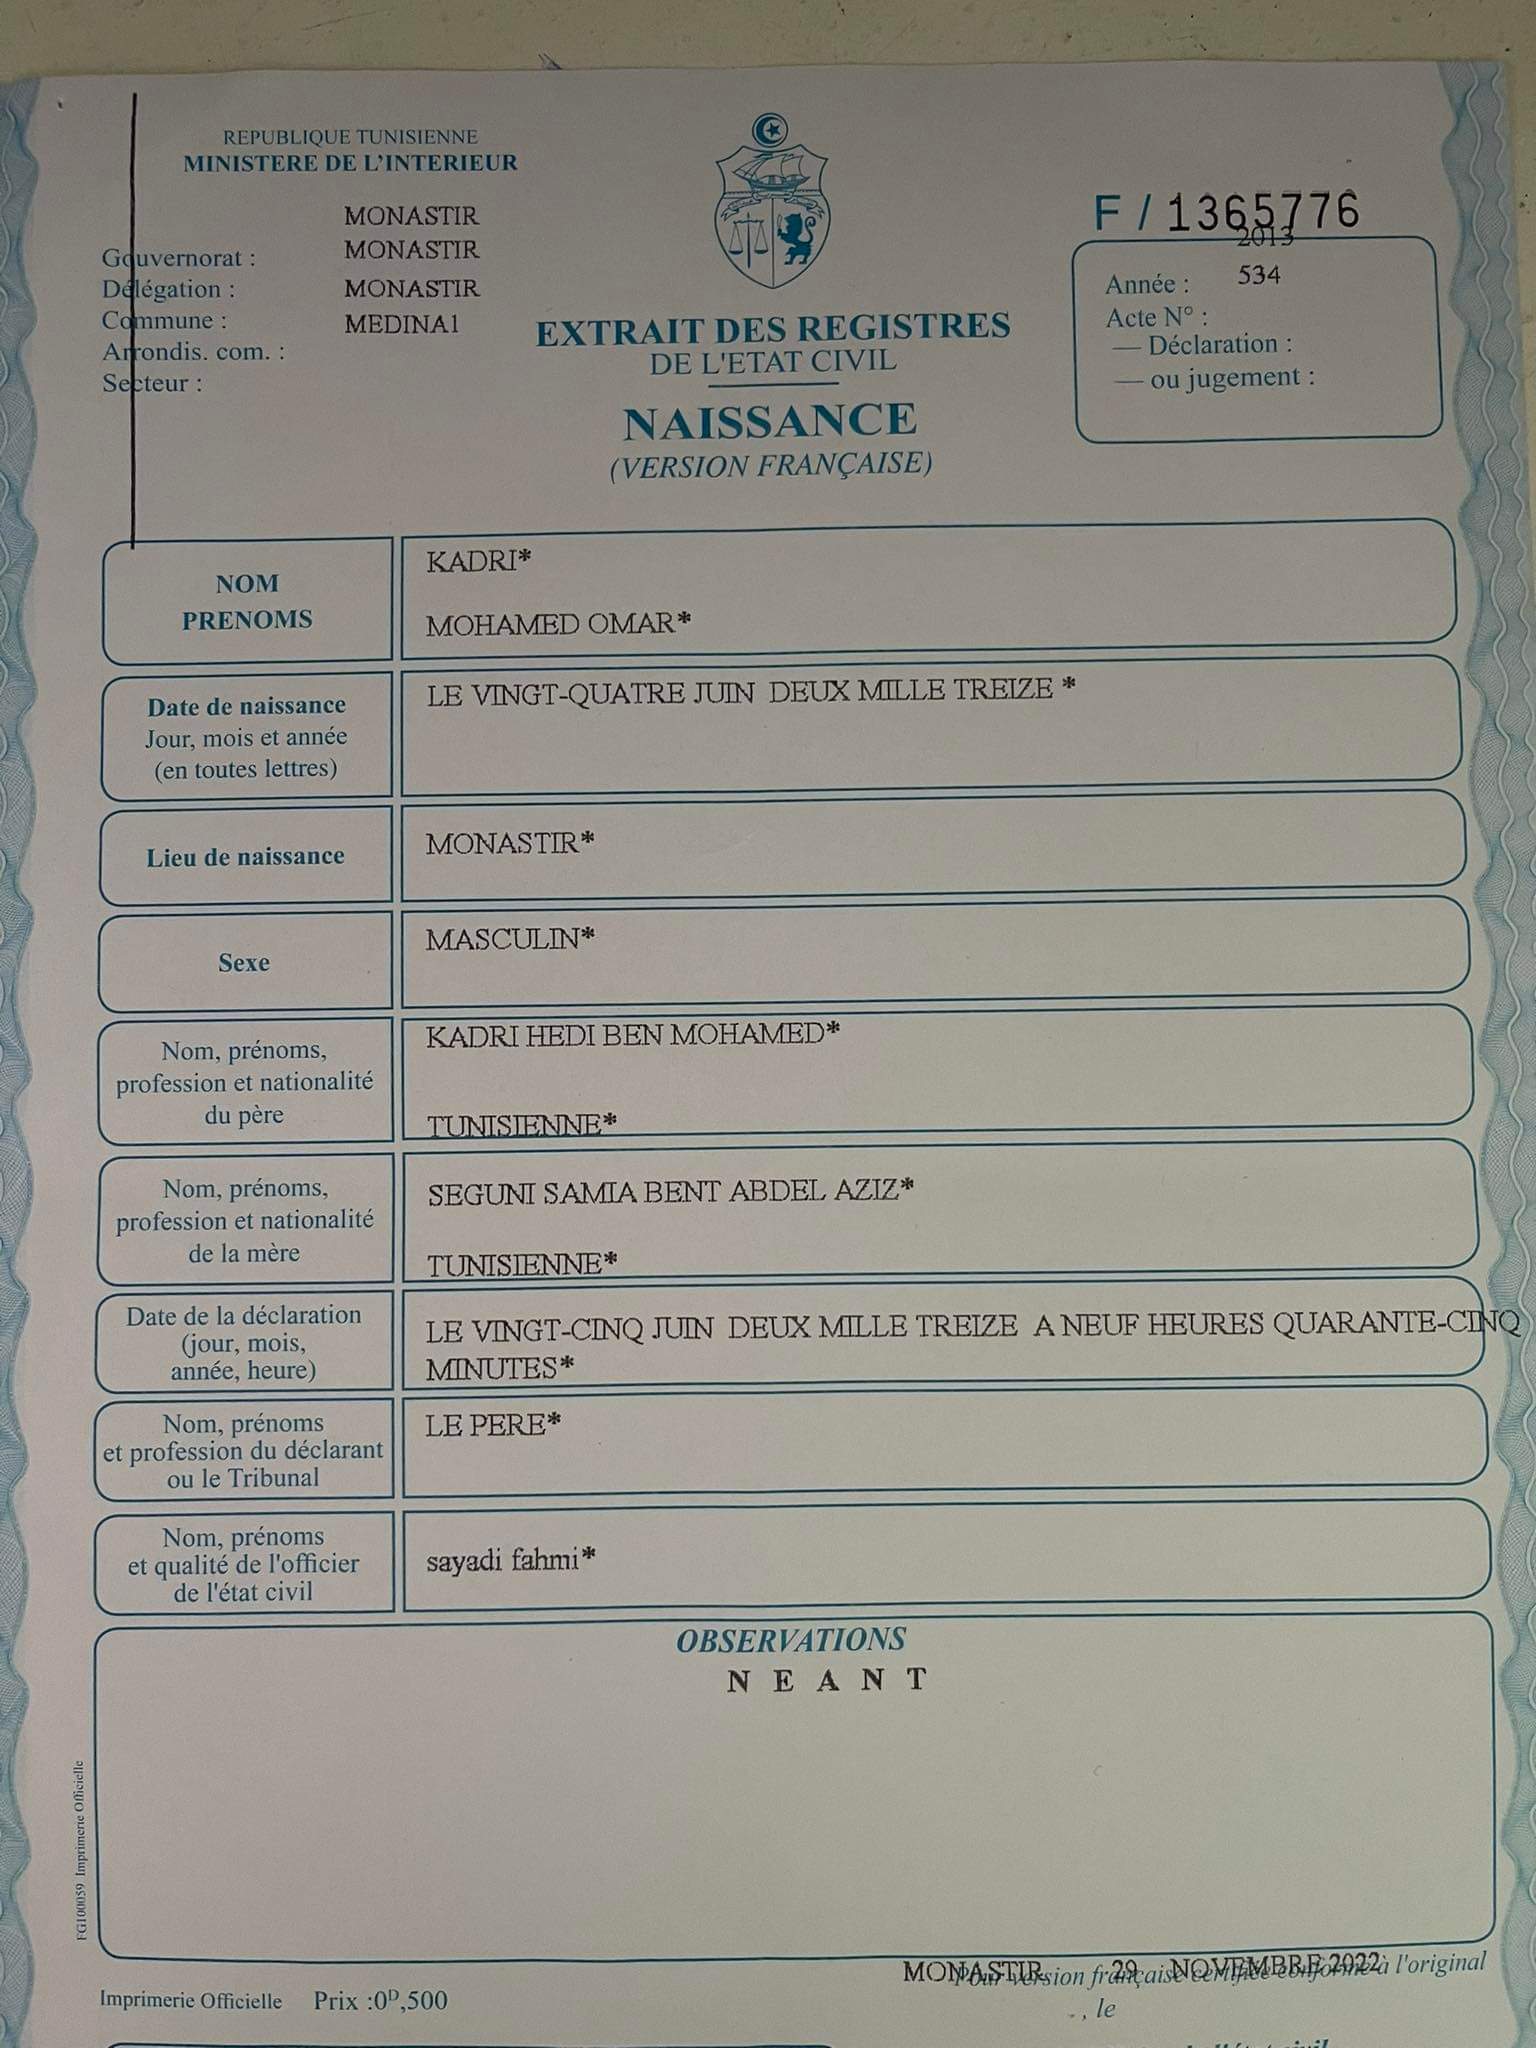 REPUBLIQUE TUNISIENNE
MINISTERE DE L'INTERIEUR
MONASTIR
MONASTIR
MONASTIR
MEDINA1
Gouvernorat :
Délégation :
Commune :
Arrondis. com. :
Secteur :
EXTRAIT DES REGISTRES
DE L'ETAT CIVIL
NAISSANCE
(VERSION FRANÇAISE)
F / 1365776
2013
534
Année :
Acte N° :
— Déclaration :
— ou jugement :
NOM
PRENOMS
KADRI*
MOHAMED OMAR*
Date de naissance
Jour, mois et année
(en toutes lettres)
LE VINGT-QUATRE JUIN DEUX MILLE TREIZE *
Lieu de naissance
MONASTIR*
Sexe
MASCULIN*
Nom, prénoms,
profession et nationalité
du père
KADRI HEDI BEN MOHAMED*
TUNISIENNE*
Nom, prénoms,
profession et nationalité
de la mère
SEGUNI SAMIA BENT ABDEL AZIZ*
TUNISIENNE*
Date de la déclaration
(jour, mois,
année, heure)
LE VINGT-CINQ JUIN DEUX MILLE TREIZE A NEUF HEURES QUARANTE-CINQ
MINUTES*
Nom, prénoms
et profession du déclarant
ou le Tribunal
LE PERE*
Nom, prénoms
et qualité de l'officier
de l'état civil
sayadi fahmi*
OBSERVATIONS
N E A N T
FG100059 Imprimerie Officielle
MONASTIR 29 NOVEMBRE 2022
Pour version française certifiée conforme à l'original
, le
Imprimerie Officielle Prix :0D,500